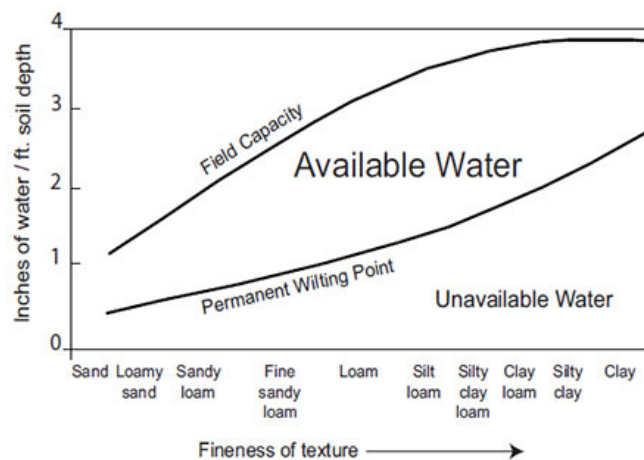 4
3
2
1
0
Inches of water / ft. soil depth
Field Capacity
Available Water
Permanent Wilting Point
Unavailable Water
Sand
Loamy
sand
Sandy
loam
Fine
sandy
loam
Loam
Silt
loam
Silty
clay
loam
Clay
loam
Silty
clay
Clay
Fineness of texture